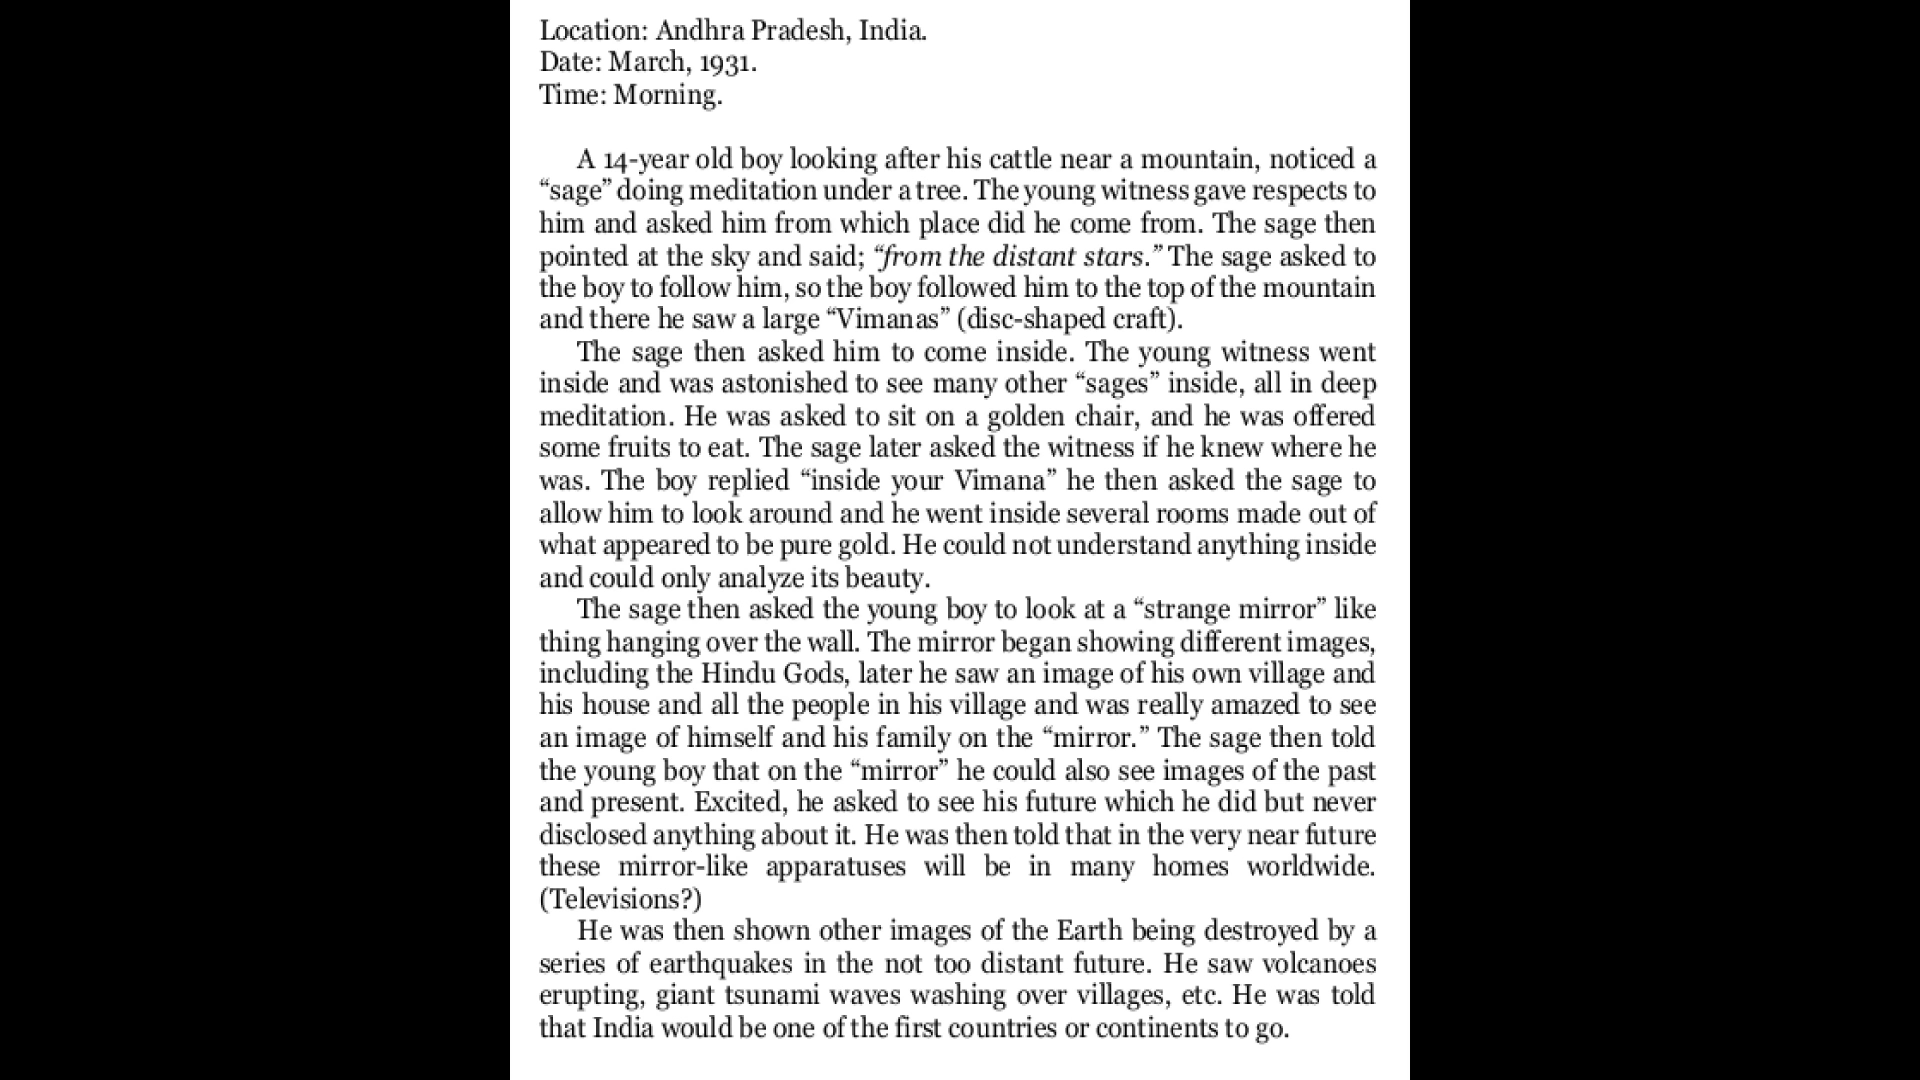 Location: Andhra Pradesh, India.
Date: March, 1931.
Time: Morning.
A 14-year old boy looking after his cattle near a mountain, noticed a
“sage” doing meditation under a tree. The young witness gave respects to
him and asked him from which place did he come from. The sage then
pointed at the sky and said; “from the distant stars.” The sage asked to
the boy to follow him, so the boy followed him to the top of the mountain
and there he saw a large “Vimanas” (disc-shaped craft).
The sage then asked him to come inside. The young witness went
inside and was astonished to see many other “sages” inside, all in deep
meditation. He was asked to sit on a golden chair, and he was offered
some fruits to eat. The sage later asked the witness if he knew where he
was. The boy replied “inside your Vimana” he then asked the sage to
allow him to look around and he went inside several rooms made out of
what appeared to be pure gold. He could not understand anything inside
and could only analyze its beauty.
The sage then asked the young boy to look at a “strange mirror” like
thing hanging over the wall. The mirror began showing different images,
including the Hindu Gods, later he saw an image of his own village and
his house and all the people in his village and was really amazed to see
an image of himself and his family on the “mirror.” The sage then told
the young boy that on the “mirror” he could also see images of the past
and present. Excited, he asked to see his future which he did but never
disclosed anything about it. He was then told that in the very near future
these mirror-like apparatuses will be in many homes worldwide.
(Televisions?)
He was then shown other images of the Earth being destroyed by a
series of earthquakes in the not too distant future. He saw volcanoes
erupting, giant tsunami waves washing over villages, etc. He was told
that India would be one of the first countries or continents to go.